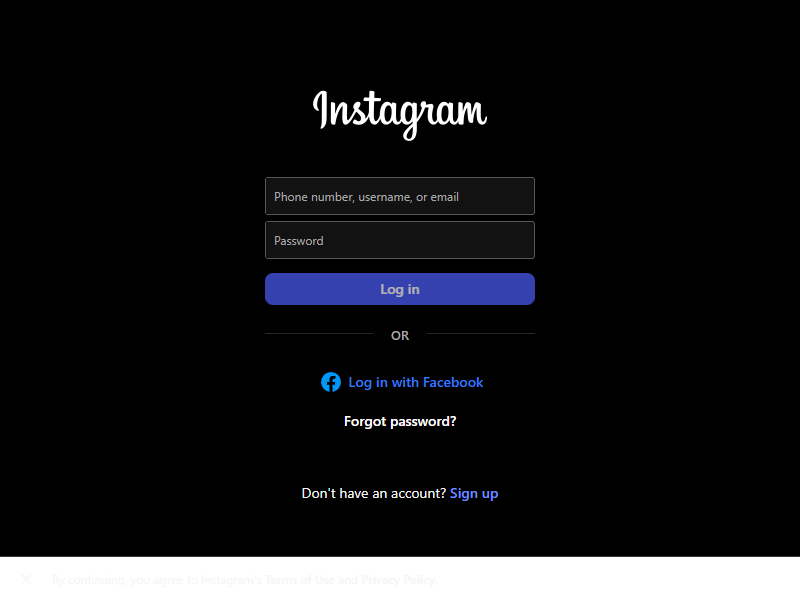 Instagram
Phone number, username, or email
Password
Log in
OR
Log in with Facebook
Forgot password?
Don't have an account? Sign up
By continuing, you agree to Instagram's Terms of Use and Privacy Policy.